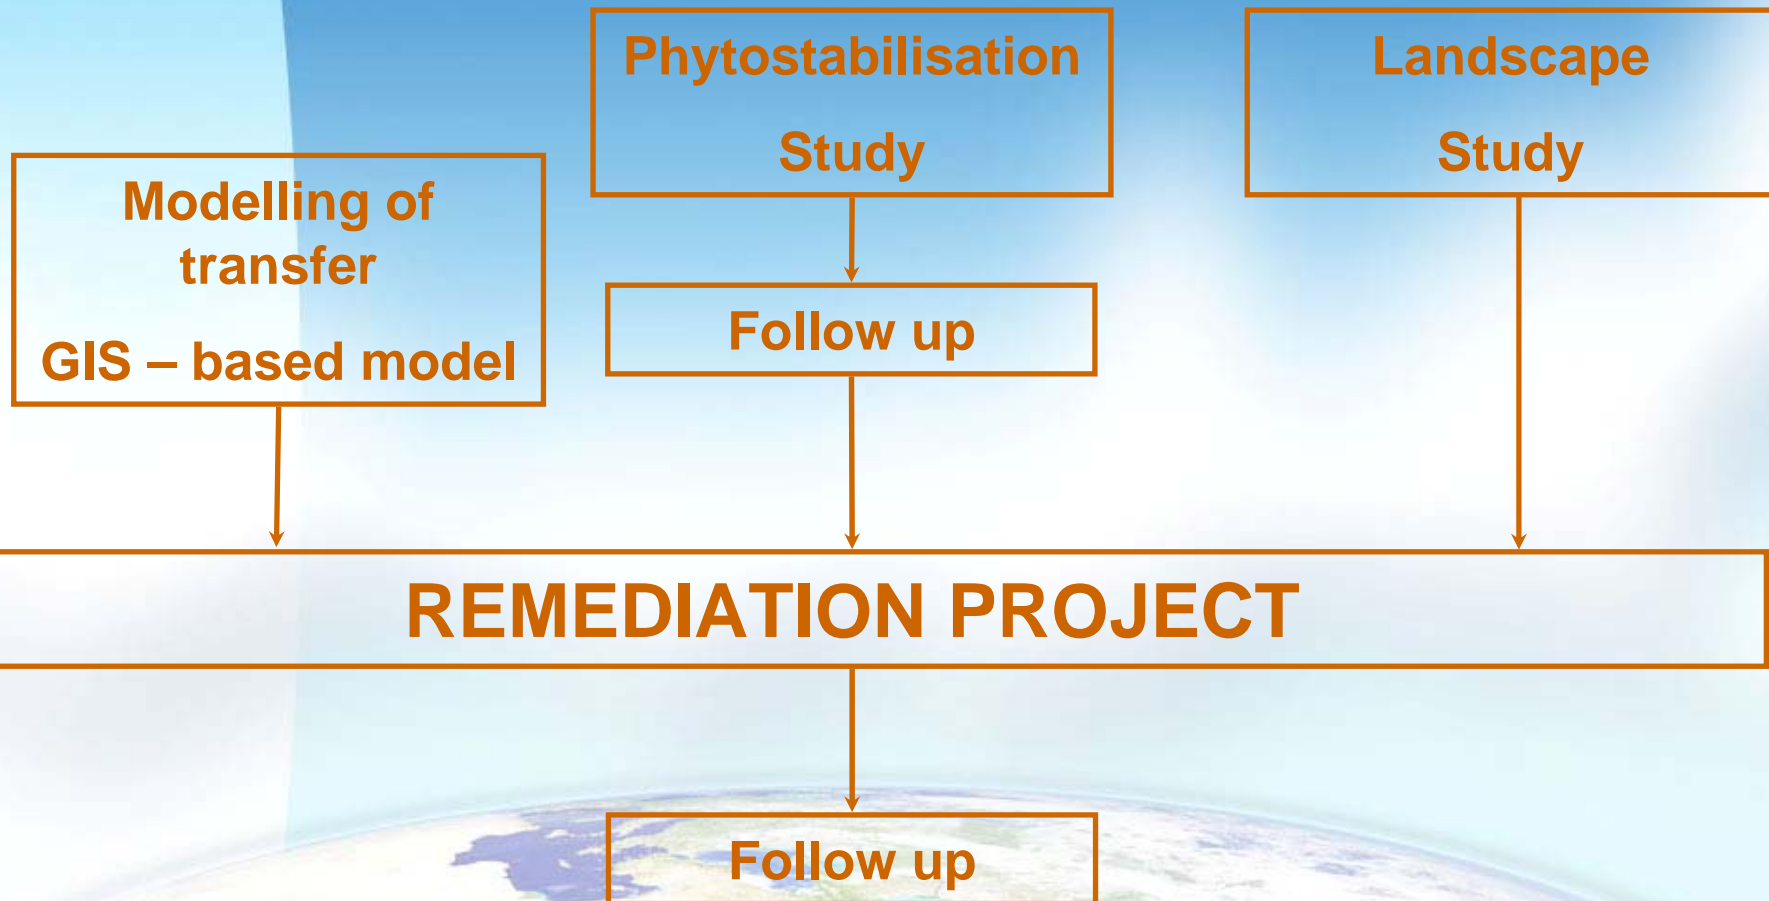 Phytostabilisation
Study
Landscape
Study
Modelling of
transfer
GIS – based model
Follow up
REMEDIATION PROJECT
Follow up